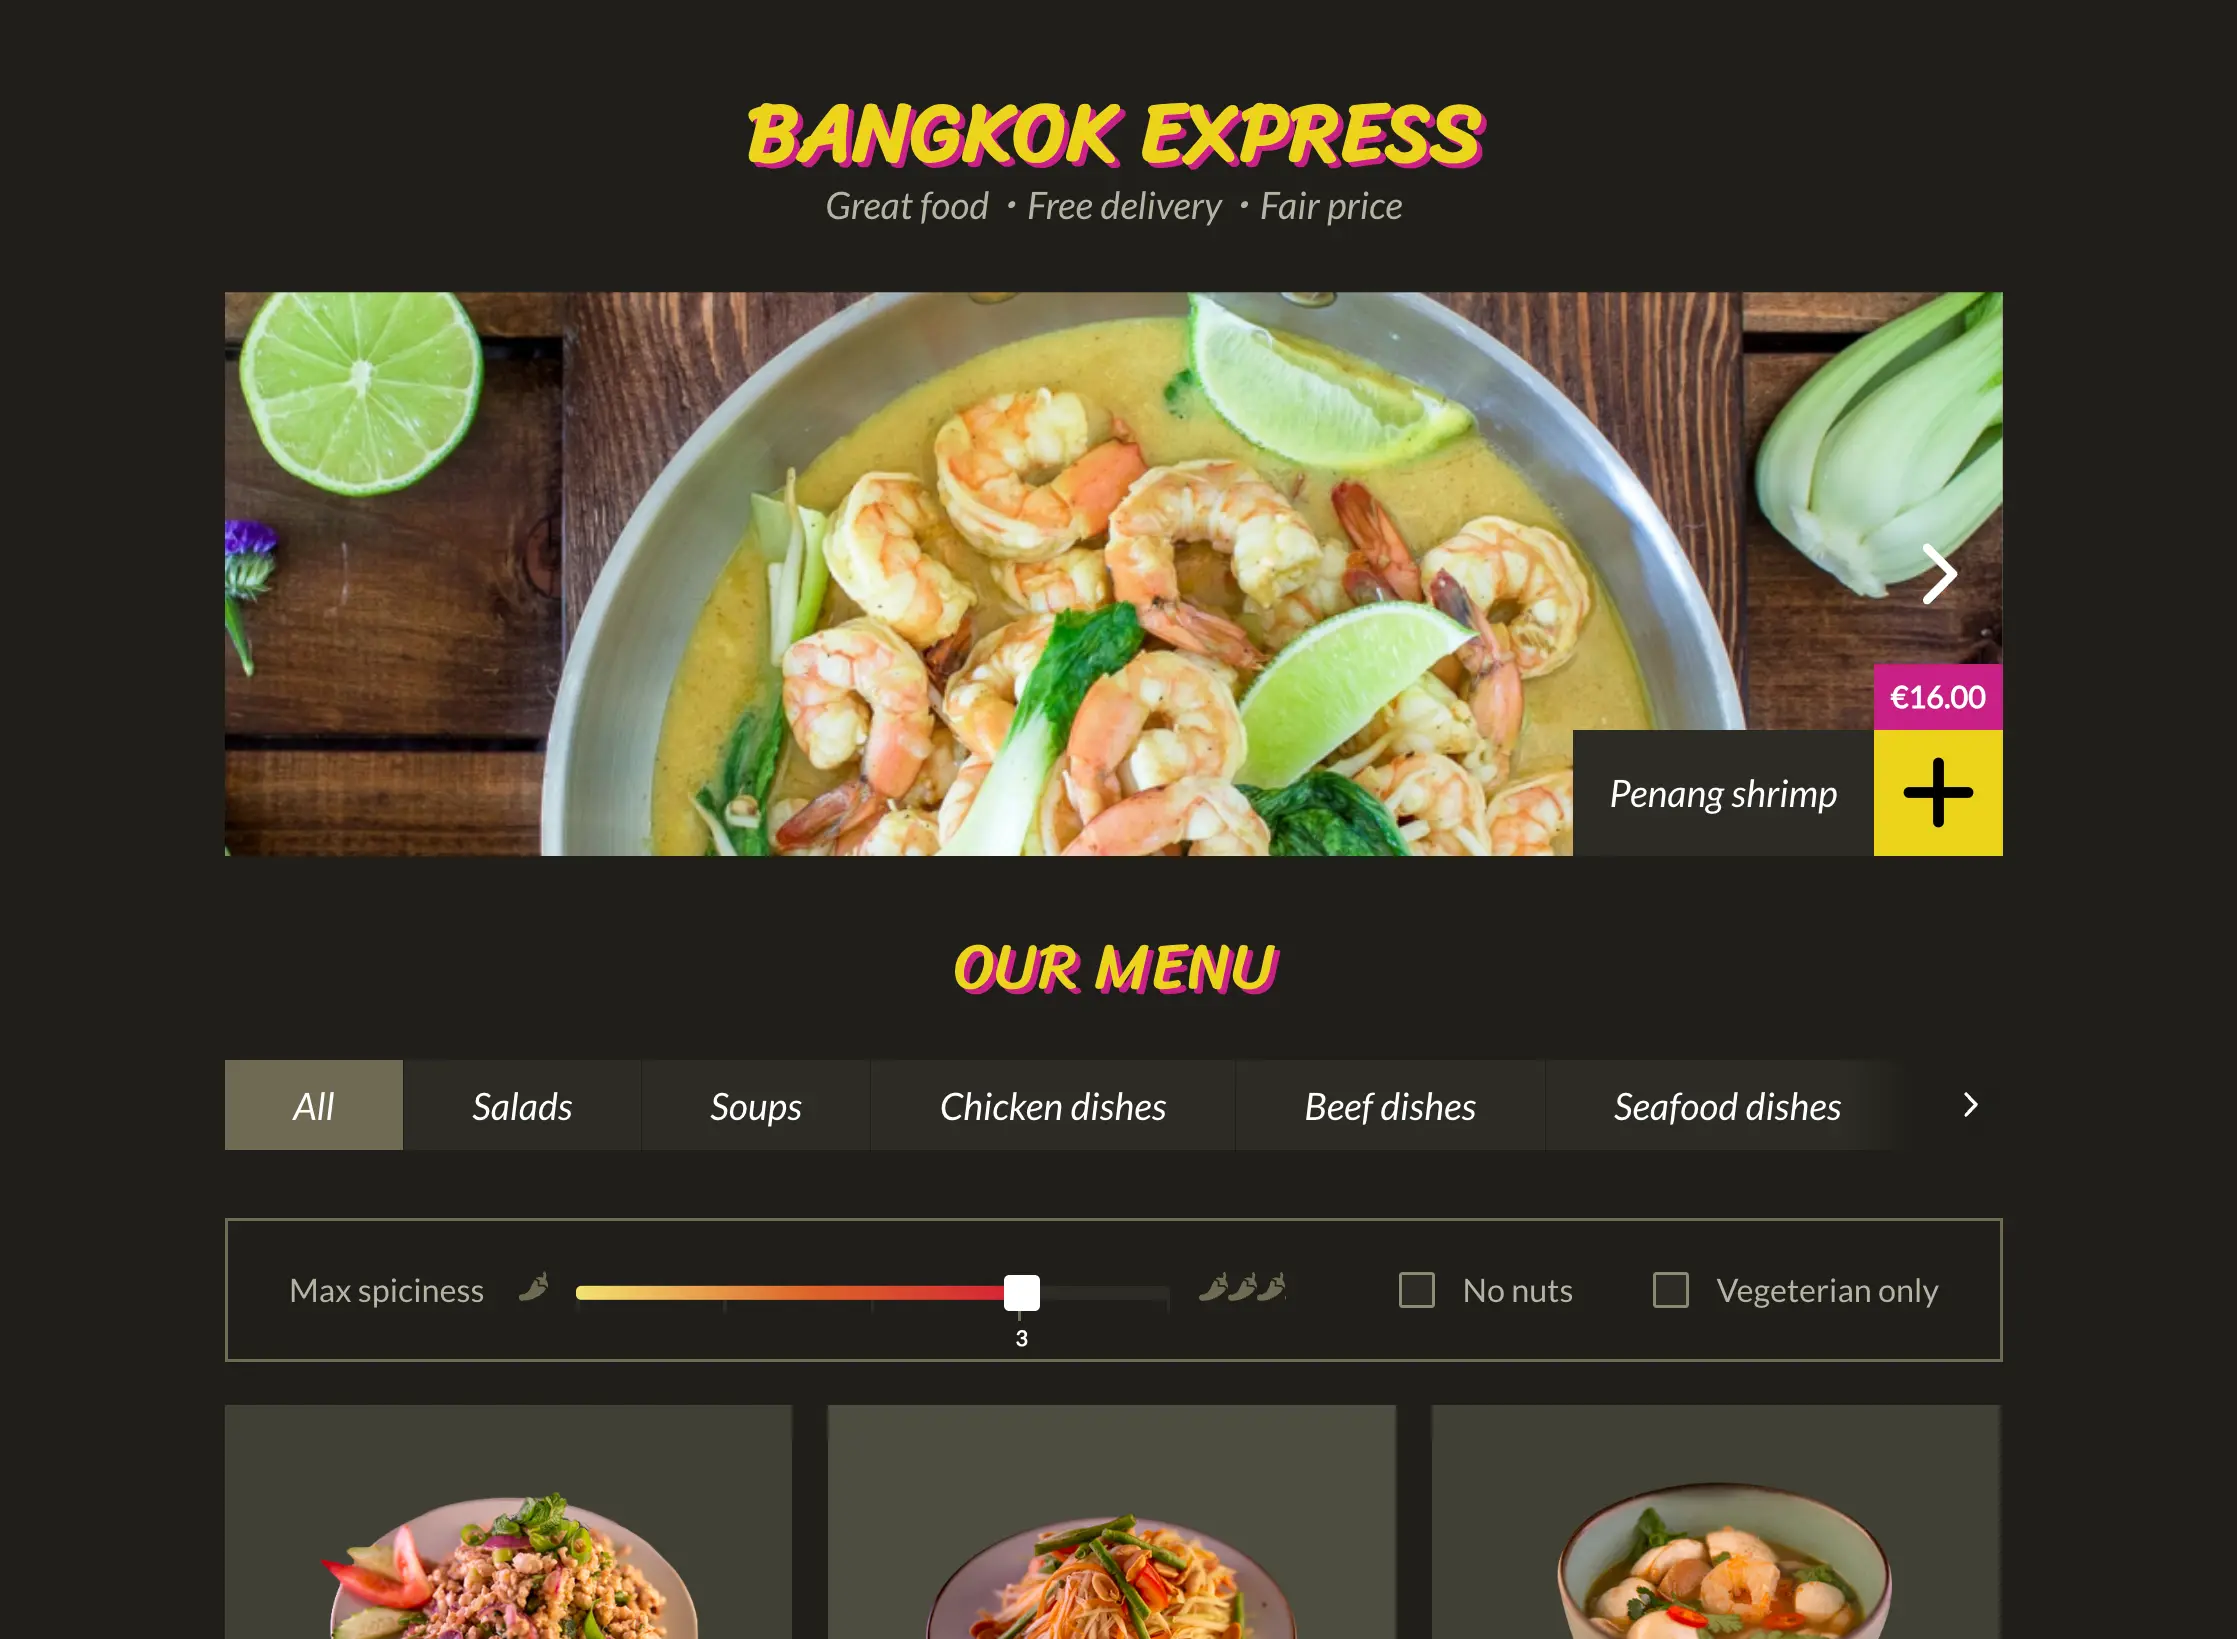 BANGKOK EXPRESS
Great food · Free delivery · Fair price
€16.00
Penang shrimp
OUR MENU
All Salads Soups Chicken dishes Beef dishes Seafood dishes
Max spiciness No nuts Vegeterian only
3